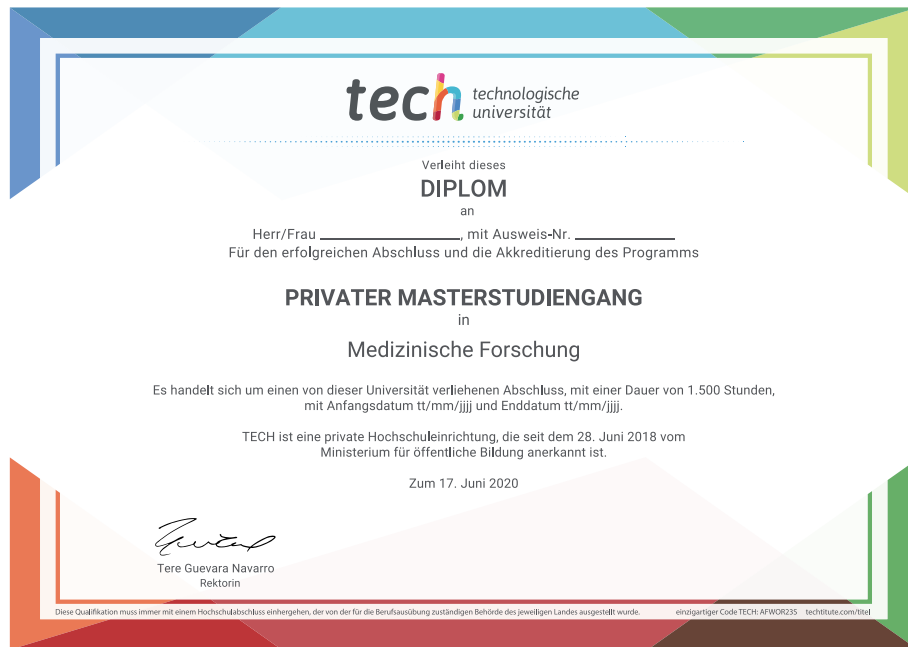 tech technologische
universität
Verleiht dieses
DIPLOM
an
Herr/Frau ____________________, mit Ausweis-Nr. ______________
Für den erfolgreichen Abschluss und die Akkreditierung des Programms
PRIVATER MASTERSTUDIENGANG
in
Medizinische Forschung
Es handelt sich um einen von dieser Universität verliehenen Abschluss, mit einer Dauer von 1.500 Stunden,
mit Anfangsdatum tt/mm/jjjj und Enddatum tt/mm/jjjj.
TECH ist eine private Hochschuleinrichtung, die seit dem 28. Juni 2018 vom
Ministerium für öffentliche Bildung anerkannt ist.
Zum 17. Juni 2020
Tere Guevara Navarro
Rektorin
Diese Qualifikation muss immer mit einem Hochschulabschluss einhergehen, der von der für die Berufsausübung zuständigen Behörde des jeweiligen Landes ausgestellt wurde. einzigartiger Code TECH: AFWOR23S techtitute.com/titel